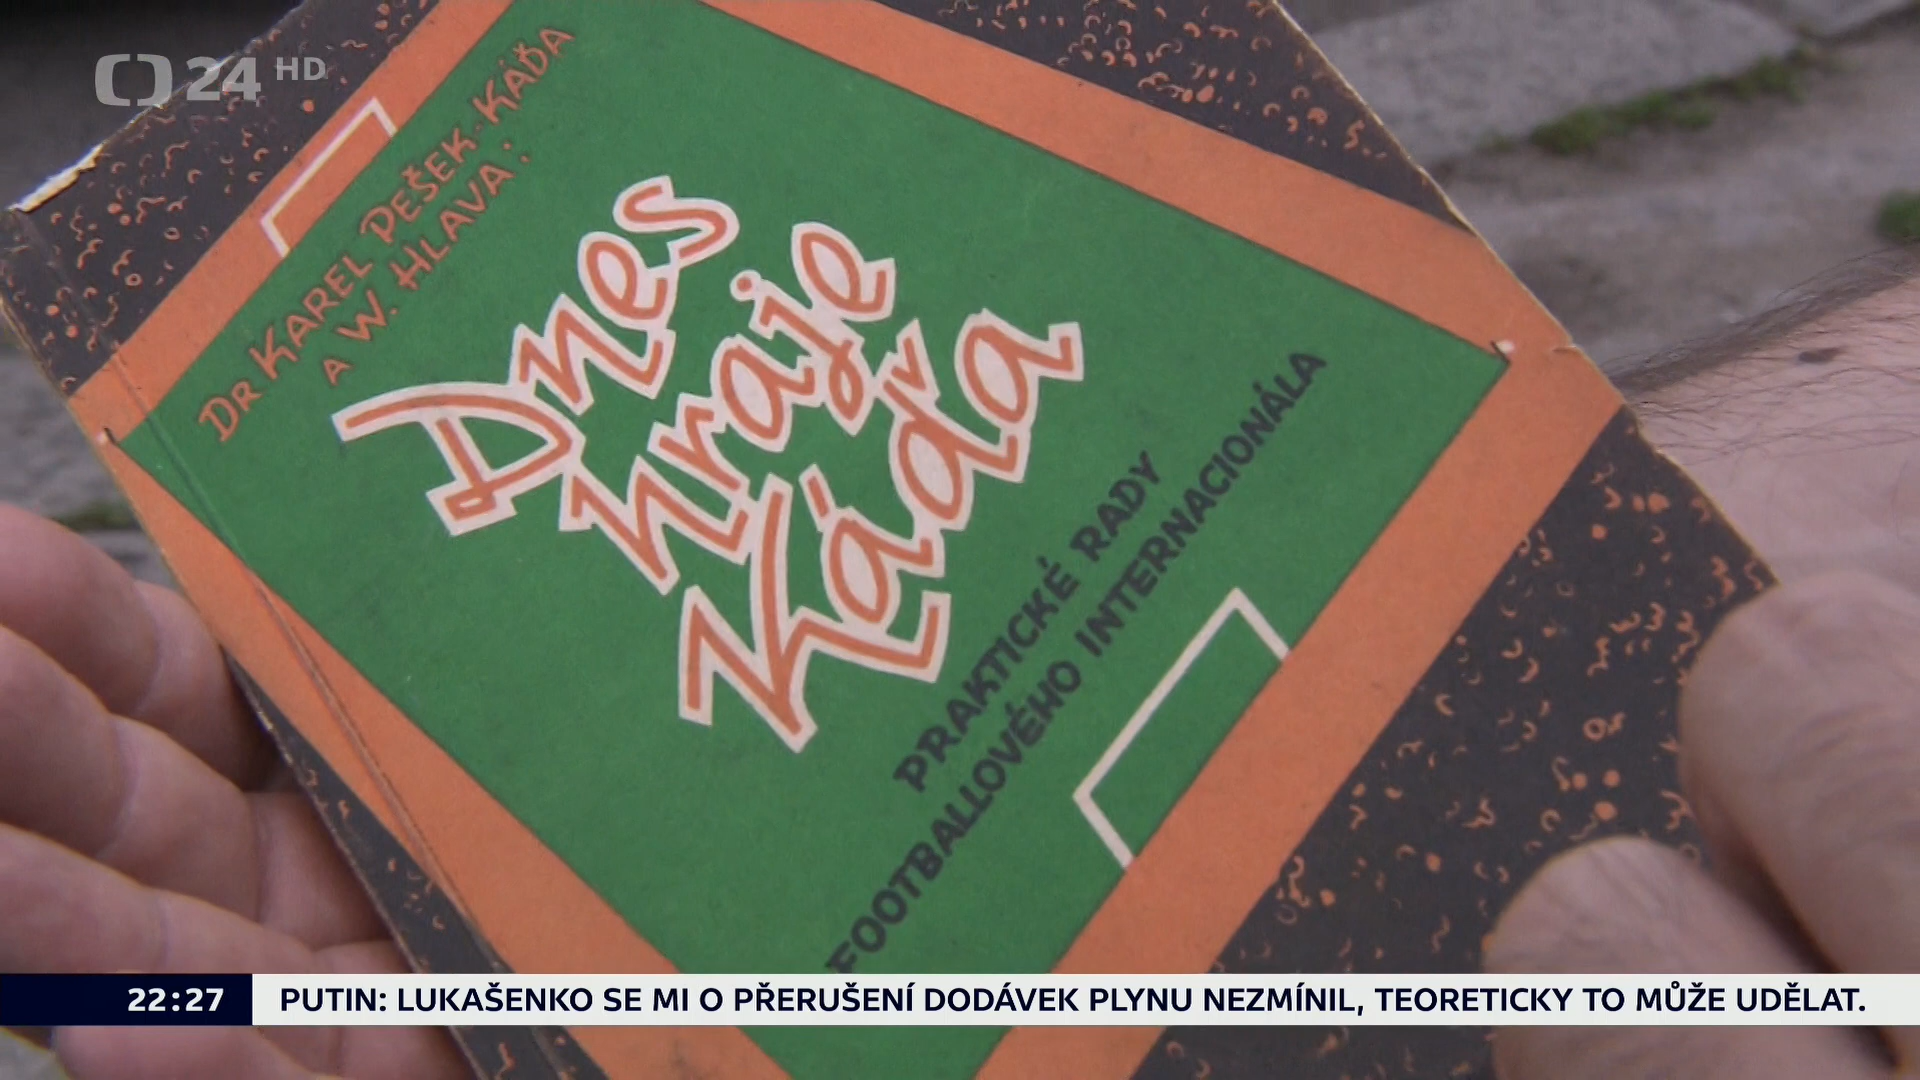 24 HD
DR KAREL PEŠEK-KÁĎA
A W. HLAVA:
Dnes
hraje
Káďa
PRAKTICKÉ RADY
FOOTBALLOVÉHO INTERNACIONÁLA
22:27 PUTIN: LUKAŠENKO SE MI O PŘERUŠENÍ DODÁVEK PLYNU NEZMÍNIL, TEORETICKY TO MŮŽE UDĚLAT.